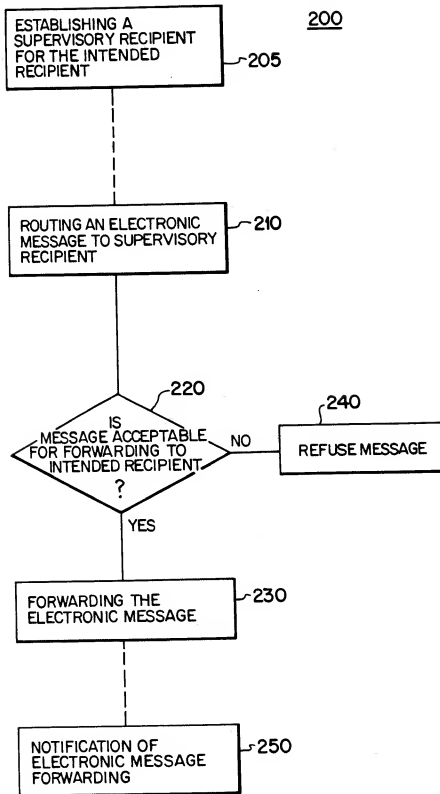 200
ESTABLISHING A
SUPERVISORY RECIPIENT
FOR THE INTENDED
RECIPIENT
205
ROUTING AN ELECTRONIC
MESSAGE TO SUPERVISORY
RECIPIENT
210
220
IS
MESSAGE ACCEPTABLE
FOR FORWARDING TO
INTENDED RECIPIENT
?
NO
240
REFUSE MESSAGE
YES
FORWARDING THE
ELECTRONIC MESSAGE
230
NOTIFICATION OF
ELECTRONIC MESSAGE
FORWARDING
250